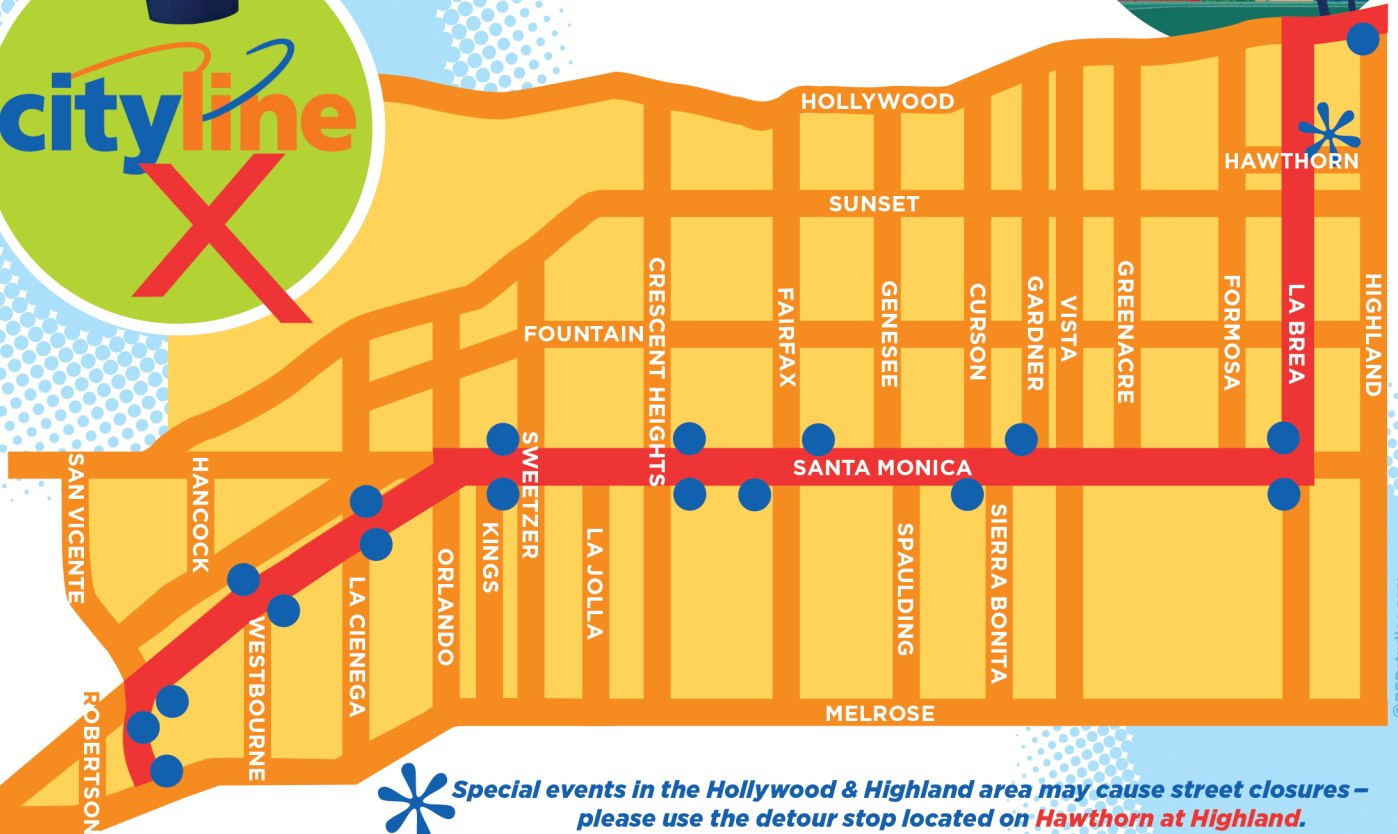 cityline
X
HOLLYWOOD
HAWTHORN
SUNSET
FOUNTAIN
CRESCENT HEIGHTS
FAIRFAX
GENESEE
CURSON
GARDNER
VISTA
GREENACRE
FORMOSA
LA BREA
HIGHLAND
SANTA MONICA
SAN VICENTE
HANCOCK
SWEETZER
KINGS
ORLANDO
LA JOLLA
LA CIENEGA
WESTBOURNE
ROBERTSON
SPAULDING
SIERRA BONITA
MELROSE
Special events in the Hollywood & Highland area may cause street closures –
please use the detour stop located on Hawthorn at Highland.